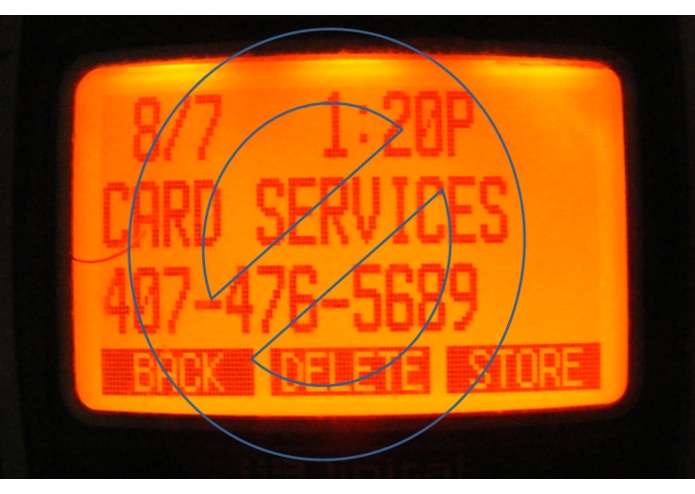 8/7 1:20P
CARD SERVICES
407-476-5689
BACK DELETE STORE